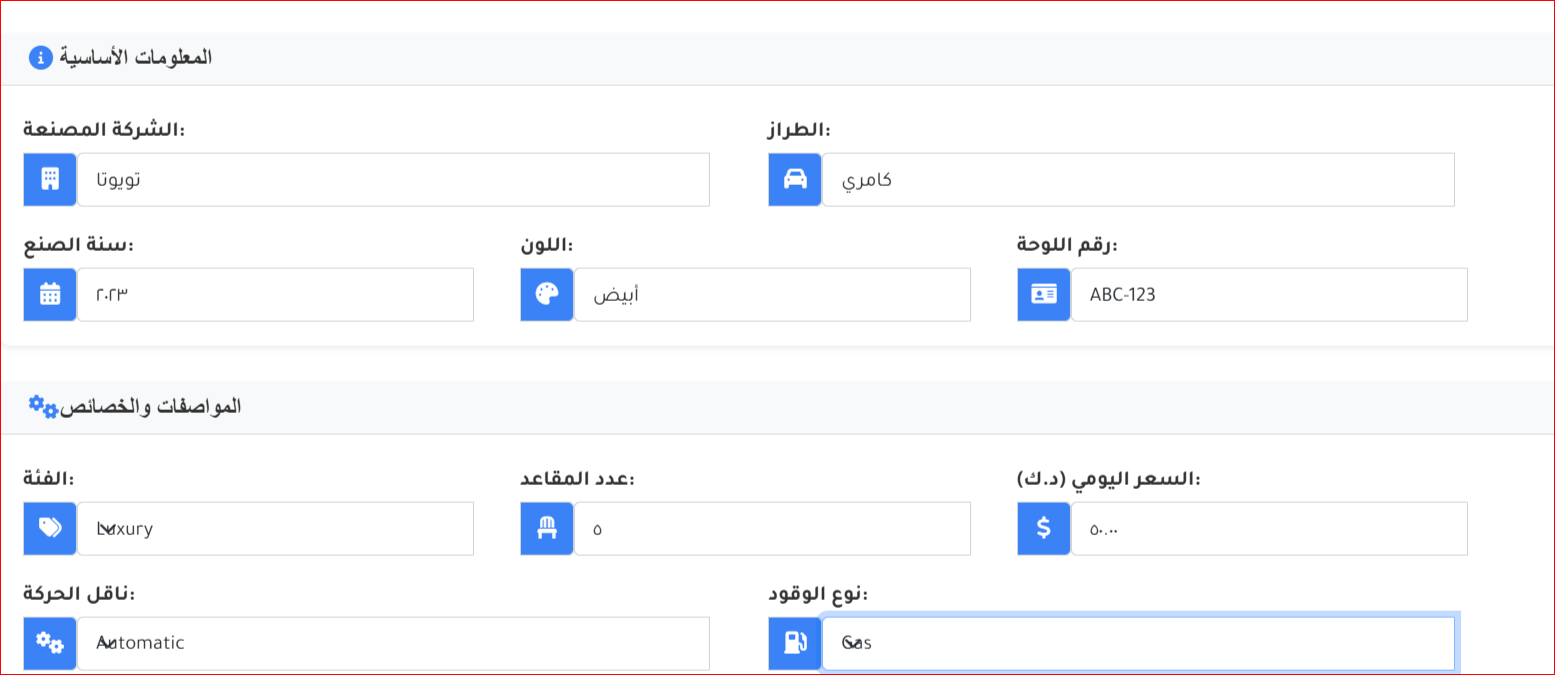 المعلومات الأساسية
الشركة المصنعة:
الطراز:
تويوتا
كامري
سنة الصنع:
اللون:
رقم اللوحة:
٢٠٢٣
أبيض
ABC-123
المواصفات والخصائص
الفئة:
عدد المقاعد:
السعر اليومي (د.ك):
Luxury
٥
٥٠.٠٠
ناقل الحركة:
نوع الوقود:
Automatic
Gas